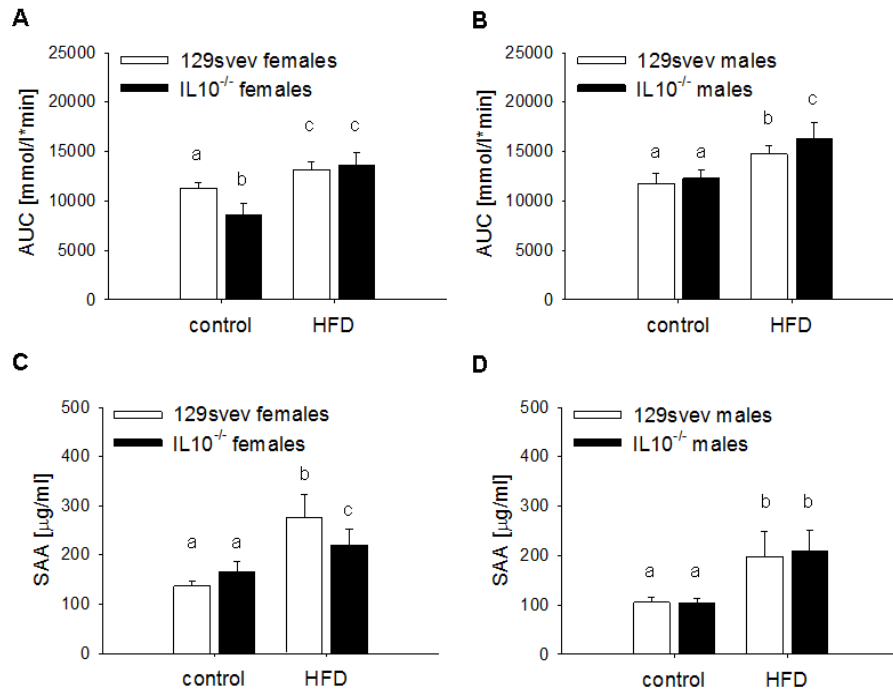 A
25000
20000
15000
10000
5000
0
AUC [mmol/l*min]
129svev females
IL10-/- females
a
b
c
c
control
HFD
B
25000
20000
15000
10000
5000
0
AUC [mmol/l*min]
129svev males
IL10-/- males
a
a
b
c
control
HFD
C
500
400
300
200
100
0
SAA [μg/ml]
129svev females
IL10-/- females
a
a
b
c
control
HFD
D
500
400
300
200
100
0
SAA [μg/ml]
129svev males
IL10-/- males
a
a
b
b
control
HFD